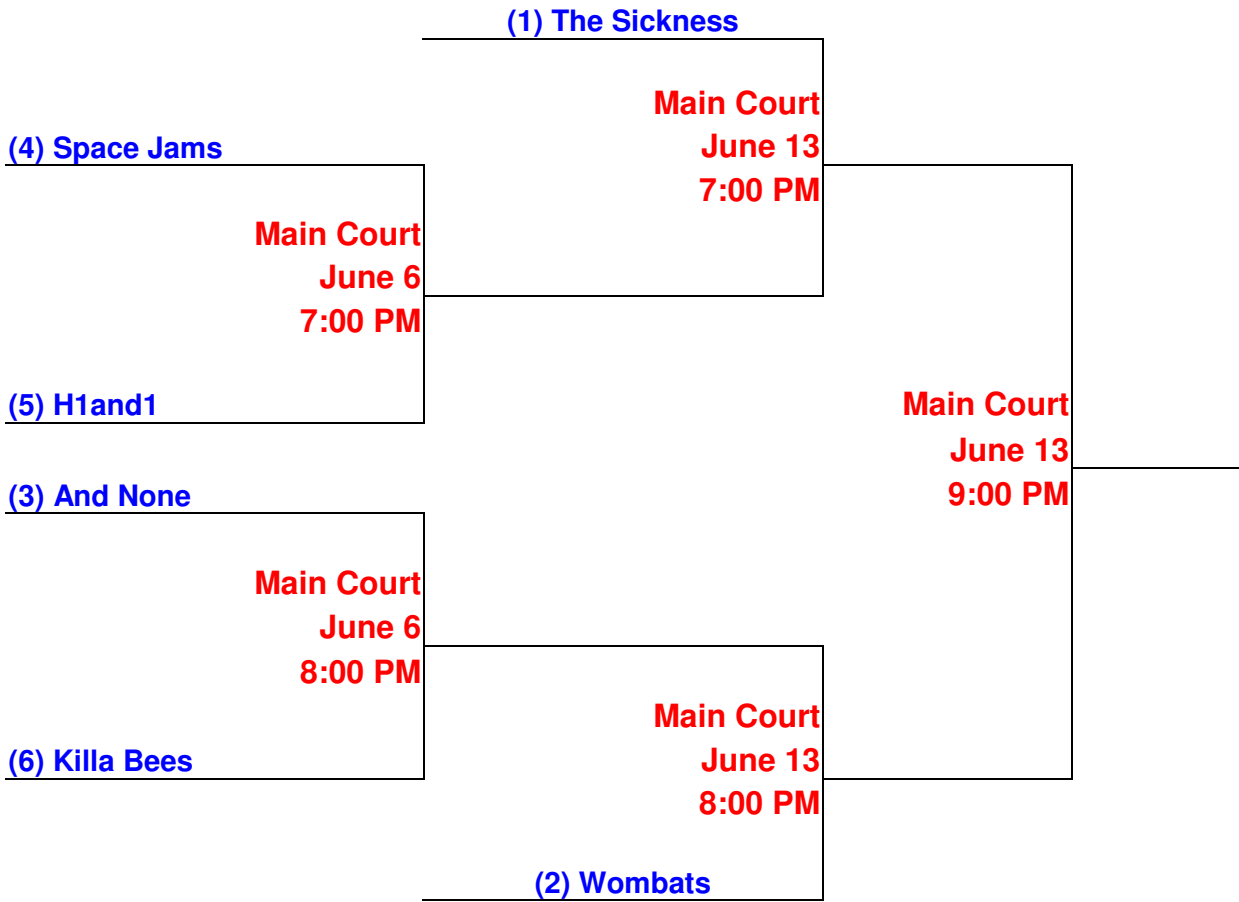 (1) The Sickness
Main Court
June 13
7:00 PM
(4) Space Jams
Main Court
June 6
7:00 PM
(5) H1and1
Main Court
June 13
9:00 PM
(3) And None
Main Court
June 6
8:00 PM
(6) Killa Bees
Main Court
June 13
8:00 PM
(2) Wombats